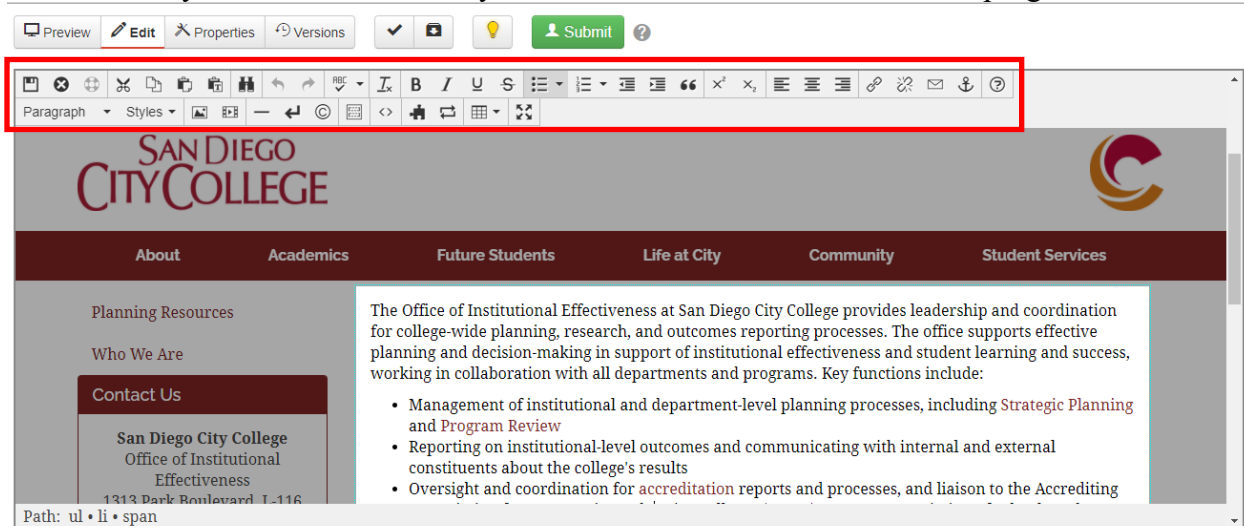 Preview Edit Properties Versions Submit
ABC B I U S x² x₂
Paragraph Styles
SAN DIEGO
CITY COLLEGE
About Academics Future Students Life at City Community Student Services
Planning Resources
Who We Are
Contact Us
San Diego City College
Office of Institutional
Effectiveness
1313 Park Boulevard, L-116
The Office of Institutional Effectiveness at San Diego City College provides leadership and coordination
for college-wide planning, research, and outcomes reporting processes. The office supports effective
planning and decision-making in support of institutional effectiveness and student learning and success,
working in collaboration with all departments and programs. Key functions include:
• Management of institutional and department-level planning processes, including Strategic Planning
and Program Review
• Reporting on institutional-level outcomes and communicating with internal and external
constituents about the college's results
• Oversight and coordination for accreditation reports and processes, and liaison to the Accrediting
Path: ul • li • span